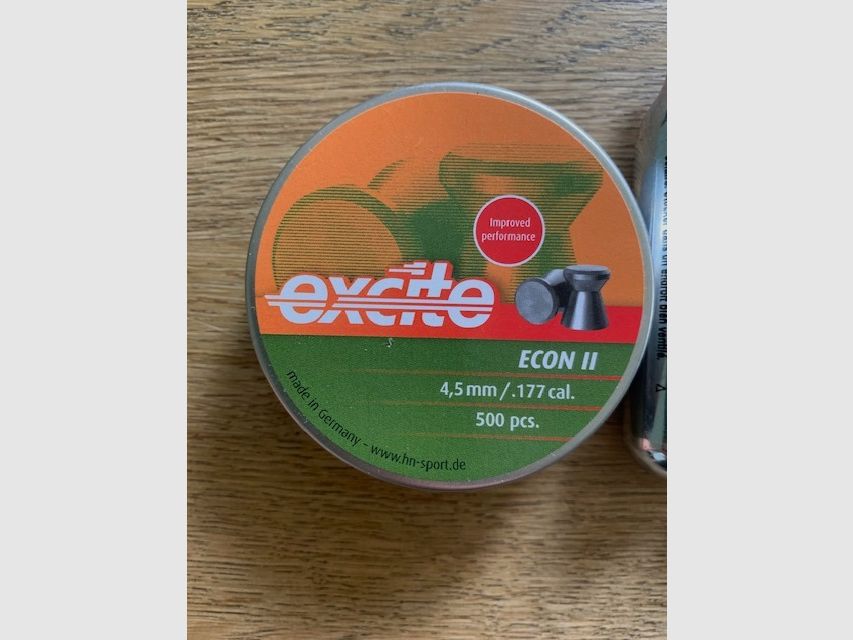 Improved
performance
excite
ECON II
4,5 mm / .177 cal.
500 pcs.
made in Germany – www.hn-sport.de